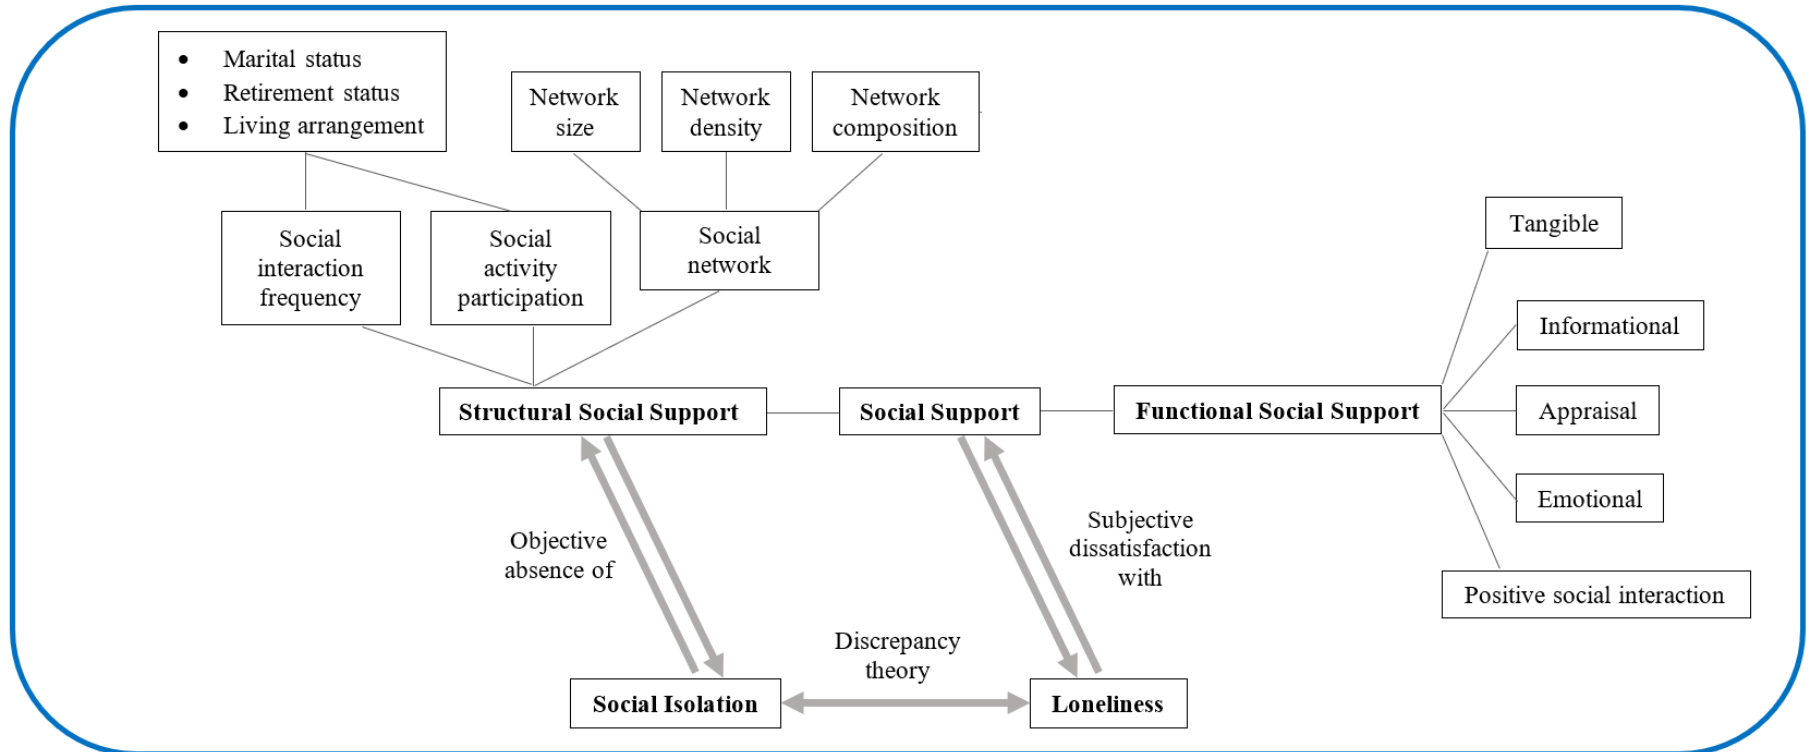 • Marital status
• Retirement status
• Living arrangement
Network
size
Network
density
Network
composition
Social
interaction
frequency
Social
activity
participation
Social
network
Tangible
Informational
Appraisal
Emotional
Positive social interaction
Structural Social Support
Social Support
Functional Social Support
Objective
absence of
Subjective
dissatisfaction
with
Discrepancy
theory
Social Isolation
Loneliness